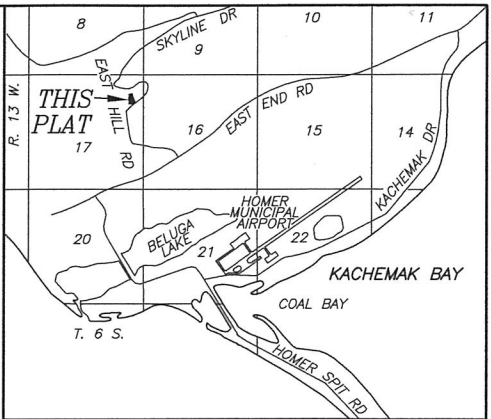 8
SKYLINE DR
9
10
11
R. 13 W.
THIS
PLAT
EAST HILL RD
17
16
EAST END RD
15
14
KACHEMAK DR
20
BELUGA
LAKE
HOMER
MUNICIPAL
AIRPORT
21
22
KACHEMAK BAY
COAL BAY
T. 6 S.
HOMER SPIT RD